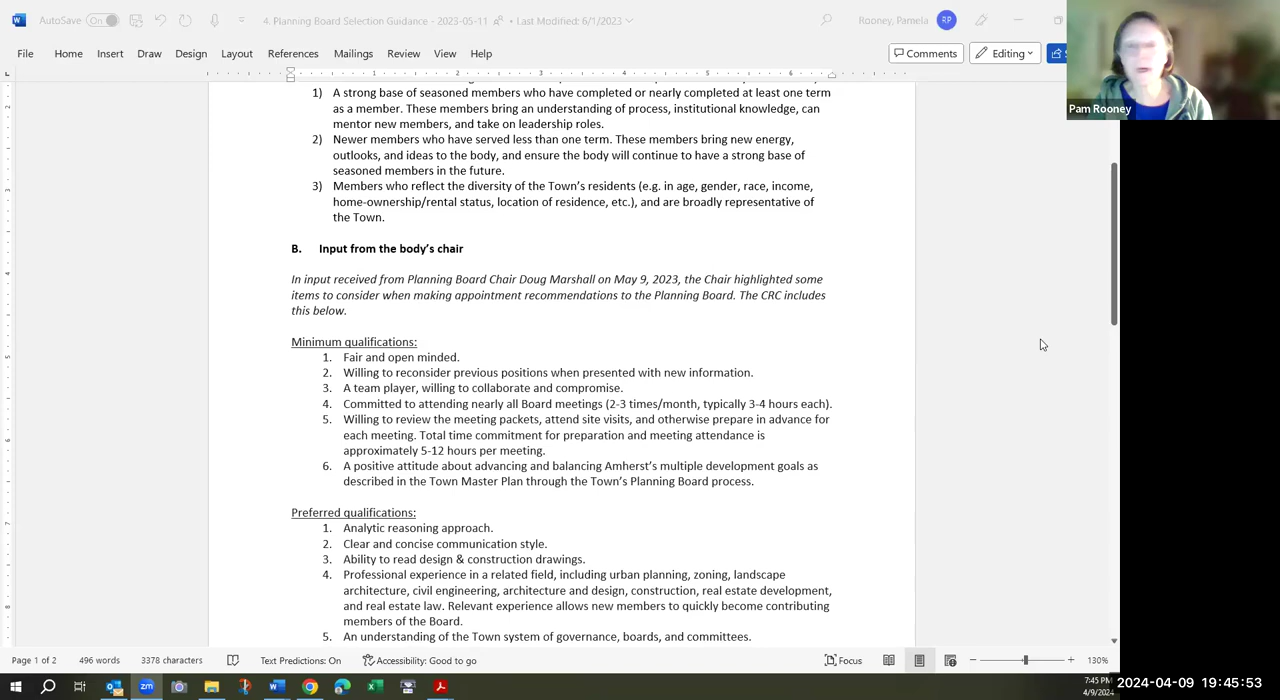 AutoSave On 4. Planning Board Selection Guidance - 2023-05-11 • Last Modified: 6/1/2023 Rooney, Pamela RP
File Home Insert Draw Design Layout References Mailings Review View Help Comments Editing
Pam Rooney
1) A strong base of seasoned members who have completed or nearly completed at least one term
as a member. These members bring an understanding of process, institutional knowledge, can
mentor new members, and take on leadership roles.
2) Newer members who have served less than one term. These members bring new energy,
outlooks, and ideas to the body, and ensure the body will continue to have a strong base of
seasoned members in the future.
3) Members who reflect the diversity of the Town's residents (e.g. in age, gender, race, income,
home-ownership/rental status, location of residence, etc.), and are broadly representative of
the Town.
B. Input from the body's chair
In input received from Planning Board Chair Doug Marshall on May 9, 2023, the Chair highlighted some
items to consider when making appointment recommendations to the Planning Board. The CRC includes
this below.
Minimum qualifications:
1. Fair and open minded.
2. Willing to reconsider previous positions when presented with new information.
3. A team player, willing to collaborate and compromise.
4. Committed to attending nearly all Board meetings (2-3 times/month, typically 3-4 hours each).
5. Willing to review the meeting packets, attend site visits, and otherwise prepare in advance for
each meeting. Total time commitment for preparation and meeting attendance is
approximately 5-12 hours per meeting.
6. A positive attitude about advancing and balancing Amherst's multiple development goals as
described in the Town Master Plan through the Town's Planning Board process.
Preferred qualifications:
1. Analytic reasoning approach.
2. Clear and concise communication style.
3. Ability to read design & construction drawings.
4. Professional experience in a related field, including urban planning, zoning, landscape
architecture, civil engineering, architecture and design, construction, real estate development,
and real estate law. Relevant experience allows new members to quickly become contributing
members of the Board.
5. An understanding of the Town system of governance, boards, and committees.
Page 1 of 2 496 words 3378 characters Text Predictions: On Accessibility: Good to go Focus 130%
7:45 PM
4/9/2024
2024-04-09 19:45:53